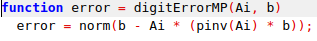 function error = digitErrorMP(Ai, b)
  error = norm(b - Ai * (pinv(Ai) * b));